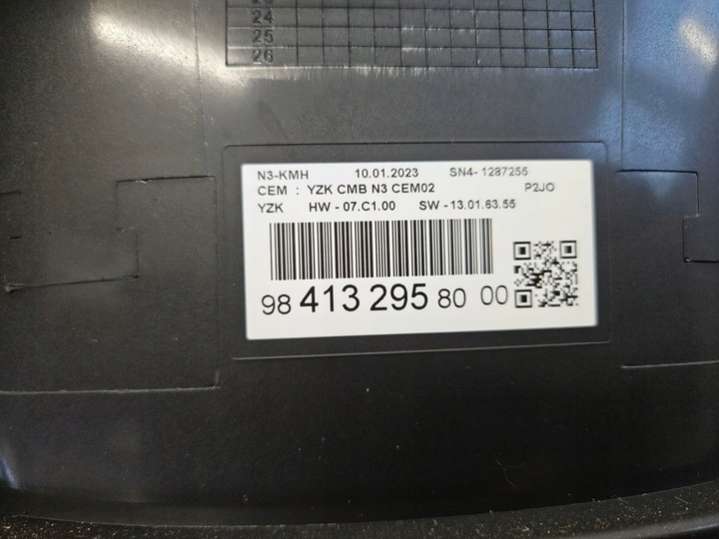 24
25
26
N3-KMH 10.01.2023 SN4- 1287255
CEM : YZK CMB N3 CEM02 P2JO
YZK HW - 07.C1.00 SW - 13.01.63.55
98 413 295 80 00